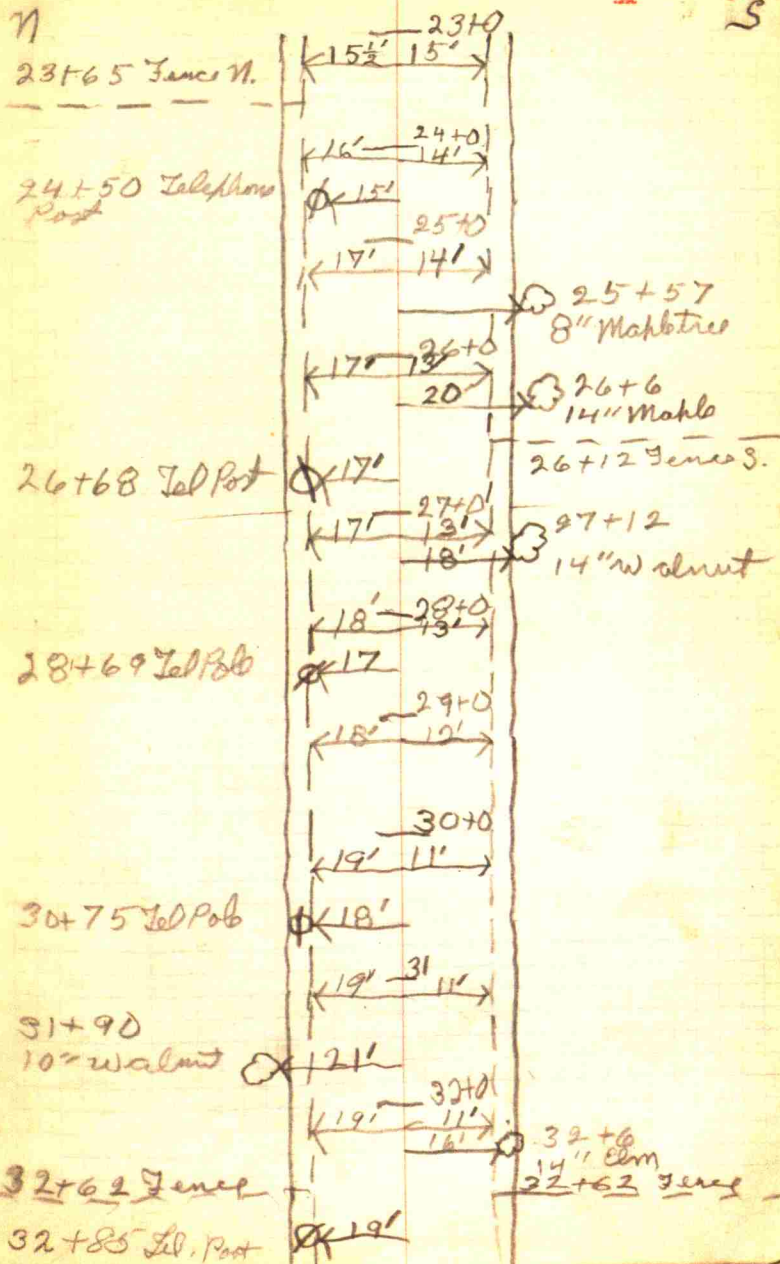 N
S
23+0
15½' 15'
23+65 Fence N.
24+0
16' 14'
24+50 Telephone
Post
15'
25+0
17' 14'
25+57
8" Mapletree
26+0
17' 13'
20'
26+6
14" Maple
26+12 Fence S.
26+68 Tel Post
17'
27+0
17' 13'
27+12
18'
14" Walnut
28+0
18' 13'
28+69 Tel Pole
17
29+0
18' 12'
30+0
19' 11'
30+75 Tel Pole
18'
31
19' 11'
31+90
10" Walnut
21'
32+0
19' 11'
16'
32+6
14" Elm
32+62 Fence
32+62 Fence
32+85 Tel. Post
19'